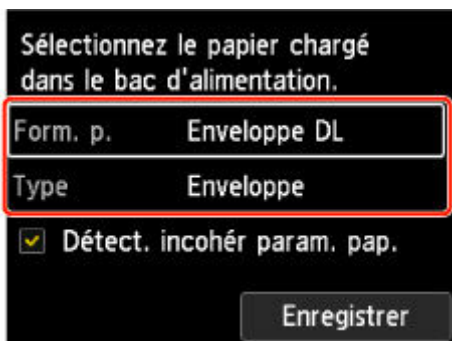 Sélectionnez le papier chargé
dans le bac d'alimentation.
Form. p. Enveloppe DL
Type Enveloppe
Détect. incohér param. pap.
Enregistrer